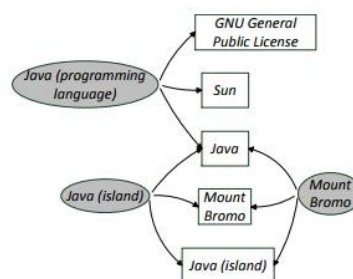 GNU General
Public License
Java (programming
language)
Sun
Java
Java (island)
Mount
Bromo
Mount
Bromo
Java (island)